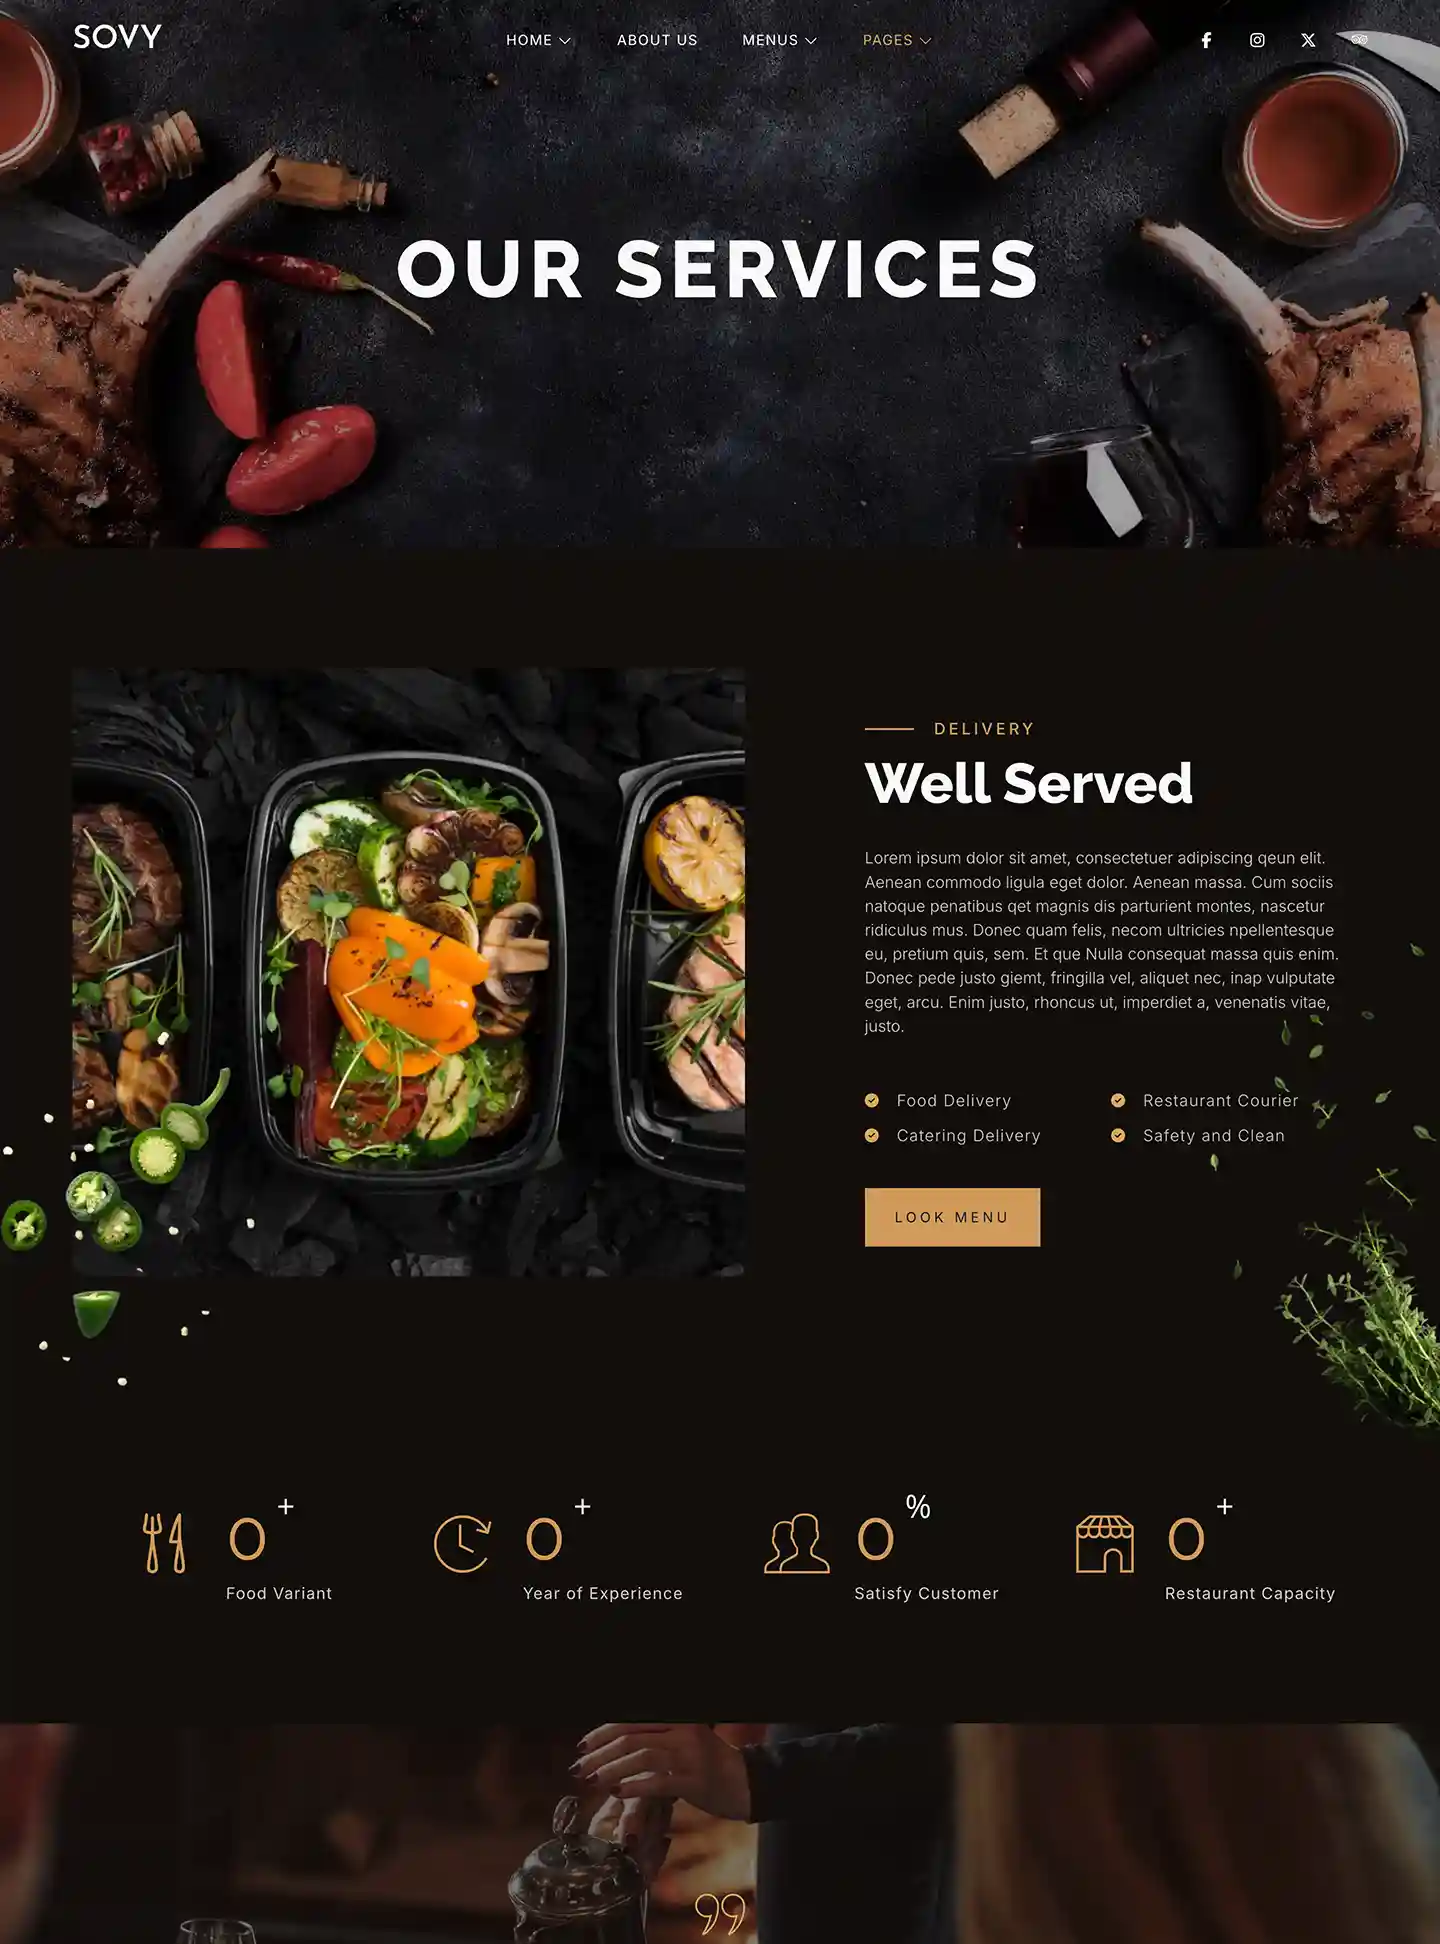 SOVY
HOME
ABOUT US
MENUS
PAGES
OUR SERVICES
DELIVERY
Well Served
Lorem ipsum dolor sit amet, consectetuer adipiscing qeun elit.
Aenean commodo ligula eget dolor. Aenean massa. Cum sociis
natoque penatibus qet magnis dis parturient montes, nascetur
ridiculus mus. Donec quam felis, necom ultricies npellentesque
eu, pretium quis, sem. Et que Nulla consequat massa quis enim.
Donec pede justo giemt, fringilla vel, aliquet nec, inap vulputate
eget, arcu. Enim justo, rhoncus ut, imperdiet a, venenatis vitae,
justo.
Food Delivery
Restaurant Courier
Catering Delivery
Safety and Clean
LOOK MENU
0+
Food Variant
0+
Year of Experience
0%
Satisfy Customer
0+
Restaurant Capacity